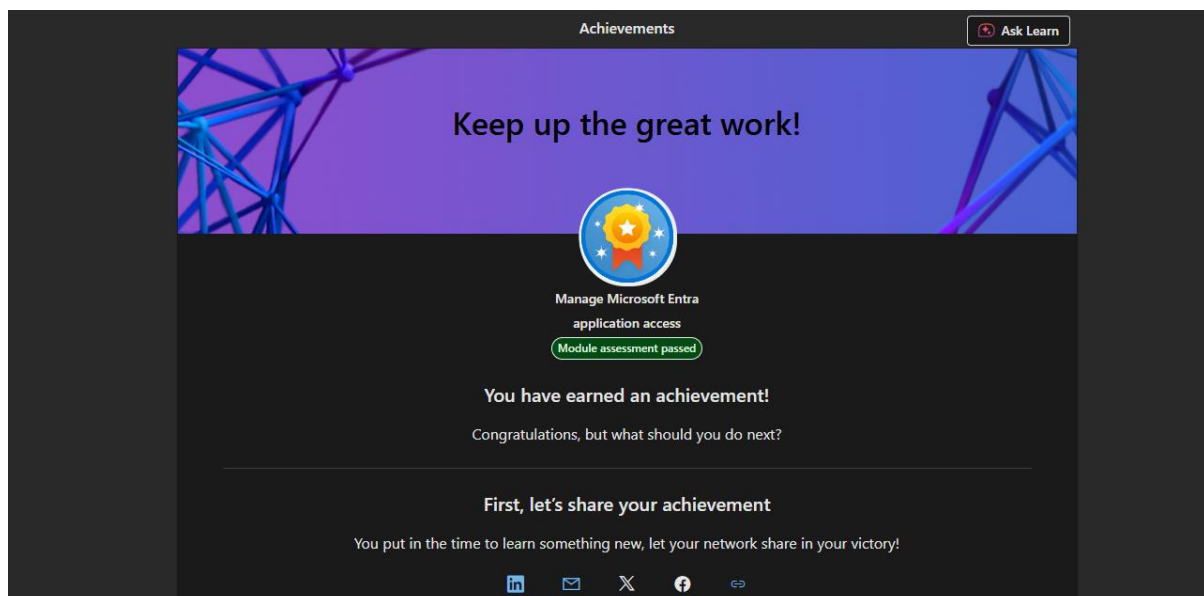 Achievements
Ask Learn
Keep up the great work!
Manage Microsoft Entra
application access
Module assessment passed
You have earned an achievement!
Congratulations, but what should you do next?
First, let's share your achievement
You put in the time to learn something new, let your network share in your victory!